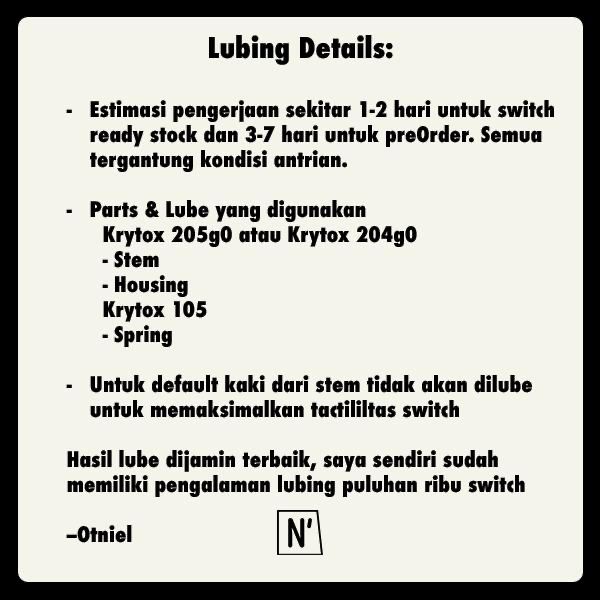 Lubing Details:
- Estimasi pengerjaan sekitar 1-2 hari untuk switch
ready stock dan 3-7 hari untuk preOrder. Semua
tergantung kondisi antrian.
- Parts & Lube yang digunakan
Krytox 205g0 atau Krytox 204g0
- Stem
- Housing
Krytox 105
- Spring
- Untuk default kaki dari stem tidak akan dilube
untuk memaksimalkan tactililtas switch
Hasil lube dijamin terbaik, saya sendiri sudah
memiliki pengalaman lubing puluhan ribu switch
–Otniel
N'